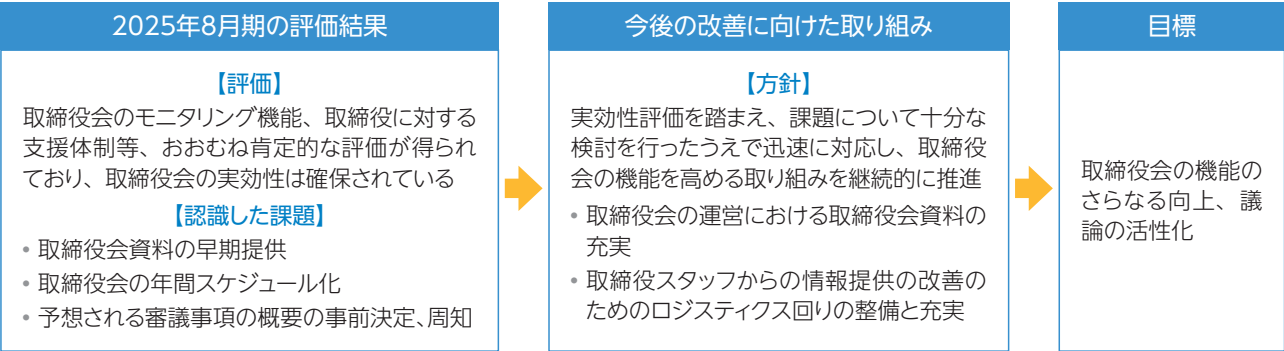 2025年8月期の評価結果
【評価】
取締役会のモニタリング機能、取締役に対する
支援体制等、おおむね肯定的な評価が得られ
ており、取締役会の実効性は確保されている
【認識した課題】
• 取締役会資料の早期提供
• 取締役会の年間スケジュール化
• 予想される審議事項の概要の事前決定、周知
今後の改善に向けた取り組み
【方針】
実効性評価を踏まえ、課題について十分な
検討を行ったうえで迅速に対応し、取締役
会の機能を高める取り組みを継続的に推進
• 取締役会の運営における取締役会資料の
充実
• 取締役スタッフからの情報提供の改善の
ためのロジスティクス回りの整備と充実
目標
取締役会の機能の
さらなる向上、議
論の活性化